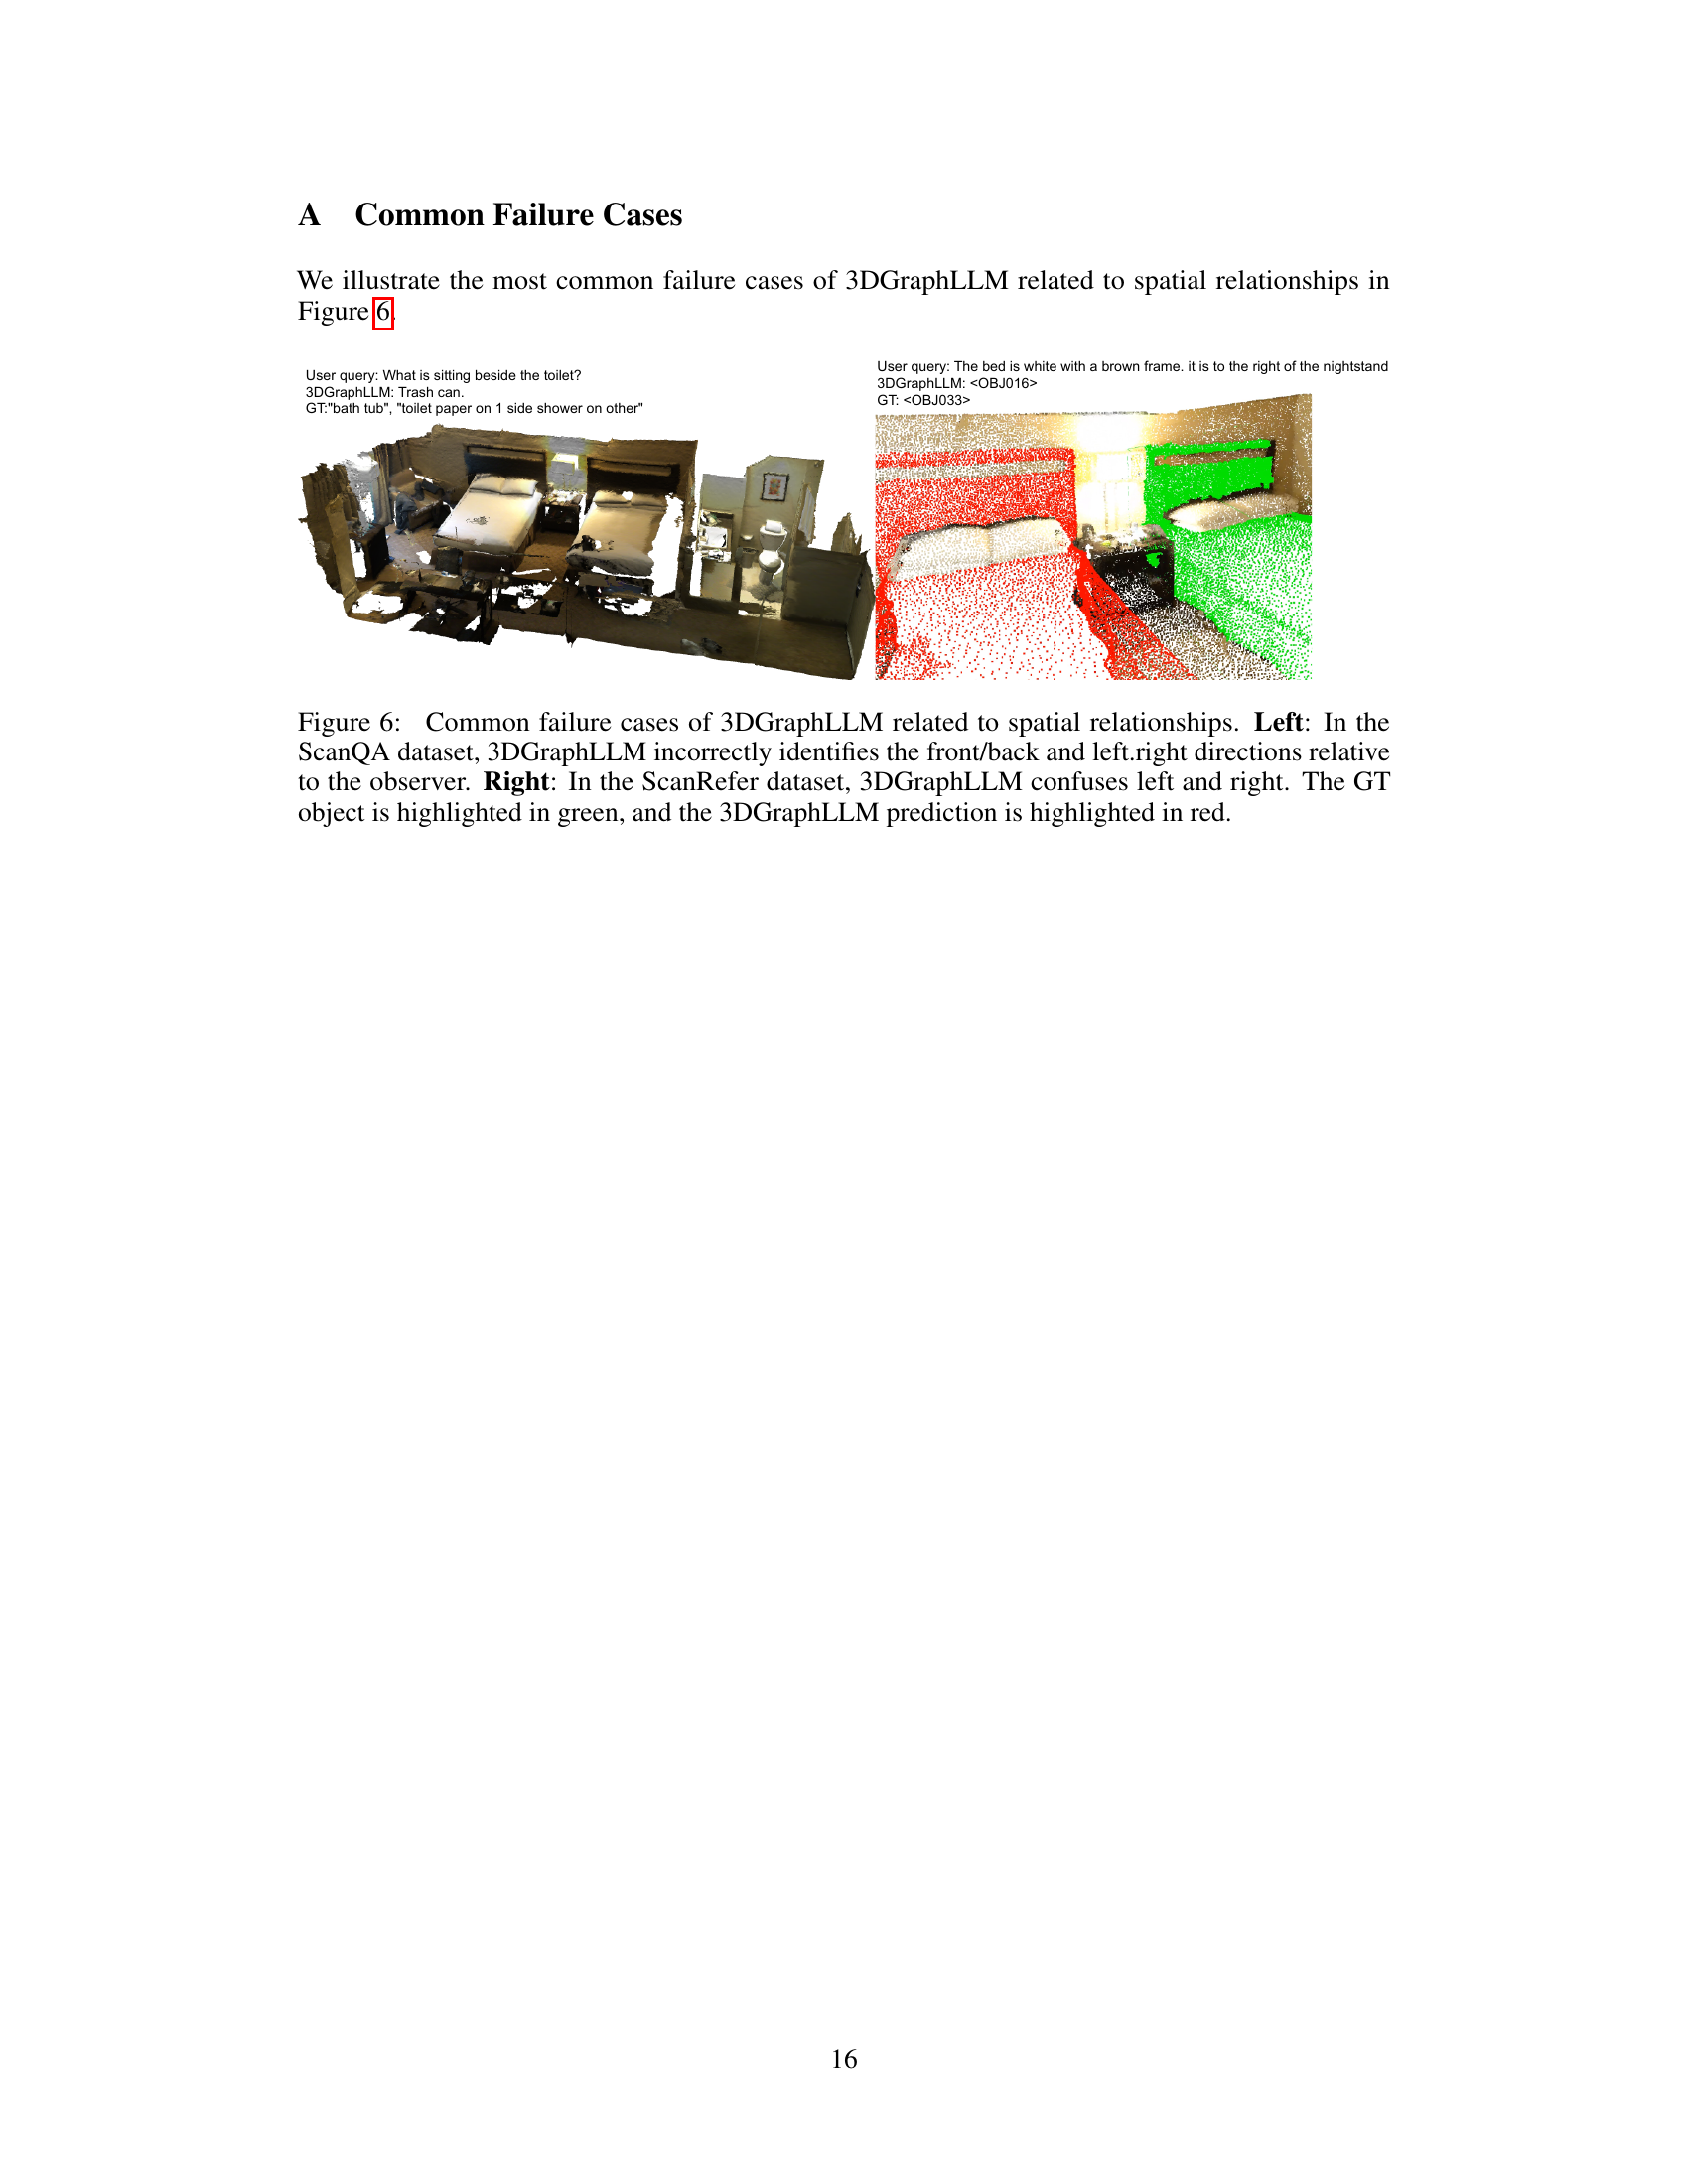 A Common Failure Cases
We illustrate the most common failure cases of 3DGraphLLM related to spatial relationships in
Figure 6.
User query: What is sitting beside the toilet?
3DGraphLLM: Trash can.
GT:"bath tub", "toilet paper on 1 side shower on other"
User query: The bed is white with a brown frame. it is to the right of the nightstand
3DGraphLLM: <OBJ016>
GT: <OBJ033>
Figure 6: Common failure cases of 3DGraphLLM related to spatial relationships. Left: In the
ScanQA dataset, 3DGraphLLM incorrectly identifies the front/back and left.right directions relative
to the observer. Right: In the ScanRefer dataset, 3DGraphLLM confuses left and right. The GT
object is highlighted in green, and the 3DGraphLLM prediction is highlighted in red.
16